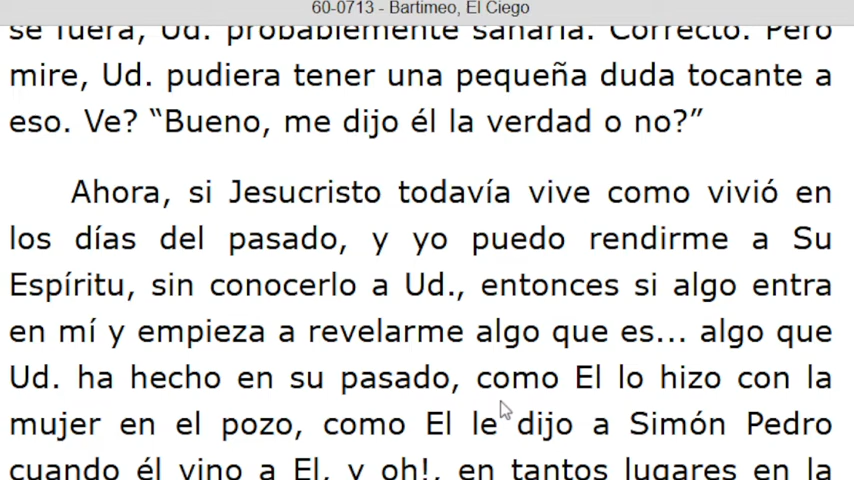 60-0713 - Bartimeo, El Ciego
se fuera, Ud. probablemente sanaría. Correcto. Pero
mire, Ud. pudiera tener una pequeña duda tocante a
eso. Ve? “Bueno, me dijo él la verdad o no?”
Ahora, si Jesucristo todavía vive como vivió en
los días del pasado, y yo puedo rendirme a Su
Espíritu, sin conocerlo a Ud., entonces si algo entra
en mí y empieza a revelarme algo que es... algo que
Ud. ha hecho en su pasado, como El lo hizo con la
mujer en el pozo, como El le dijo a Simón Pedro
cuando él vino a El, y oh!, en tantos lugares en la